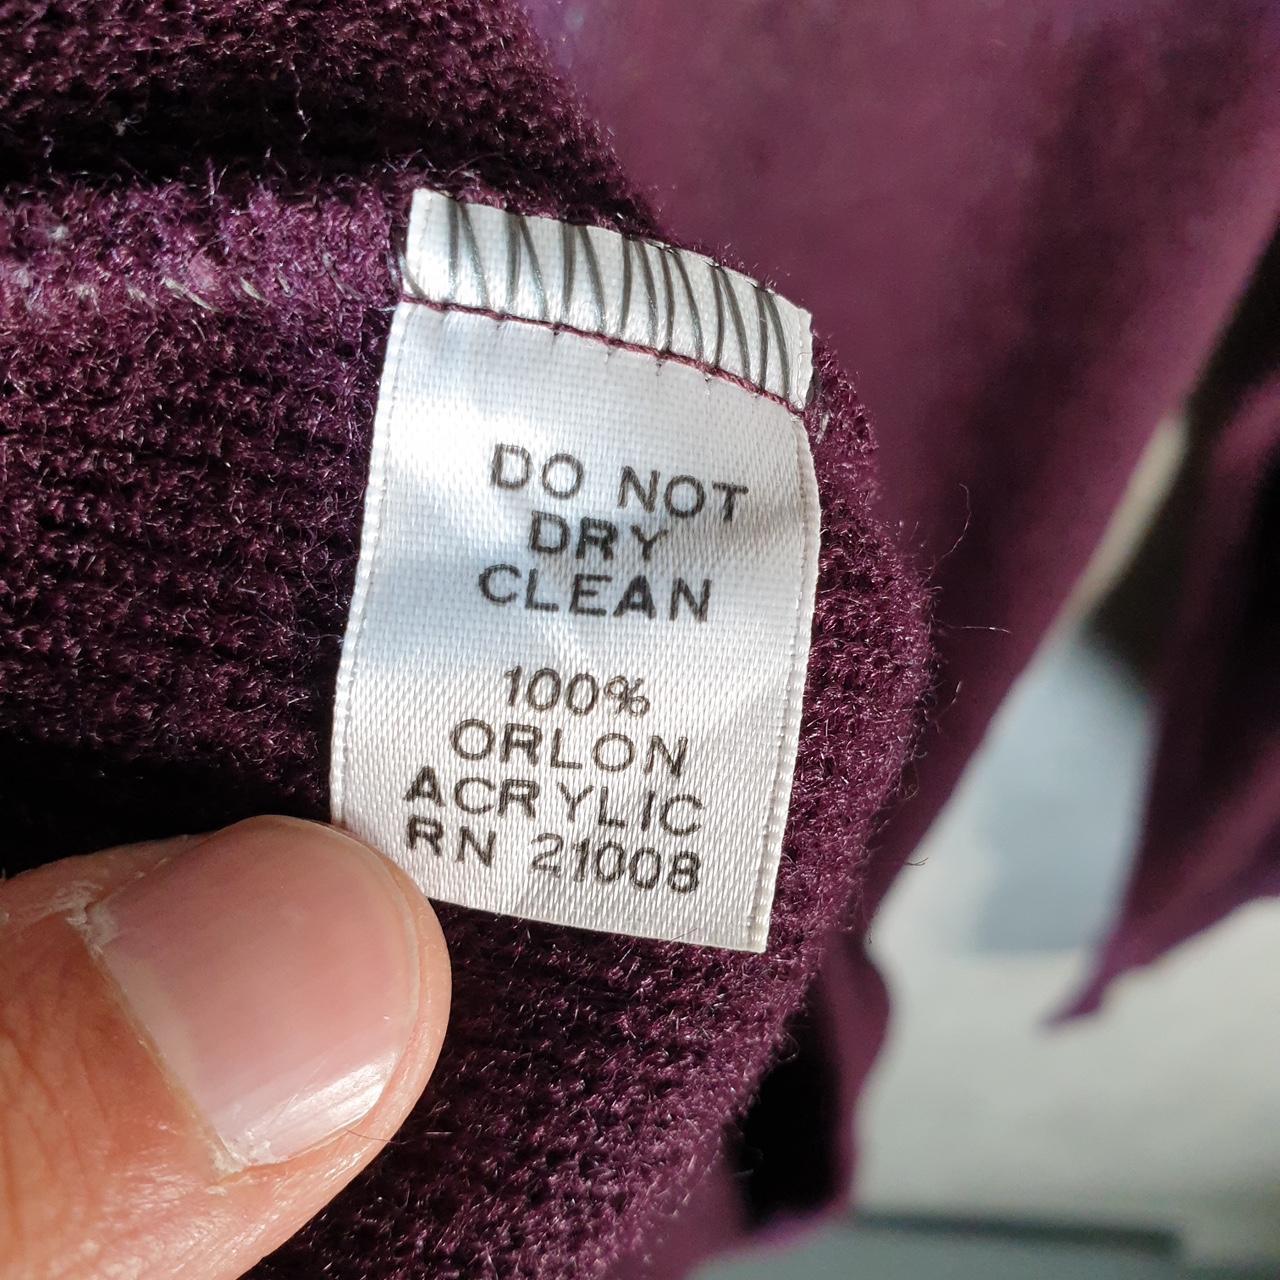 DO NOT
DRY
CLEAN
100%
ORLON
ACRYLIC
RN 21008